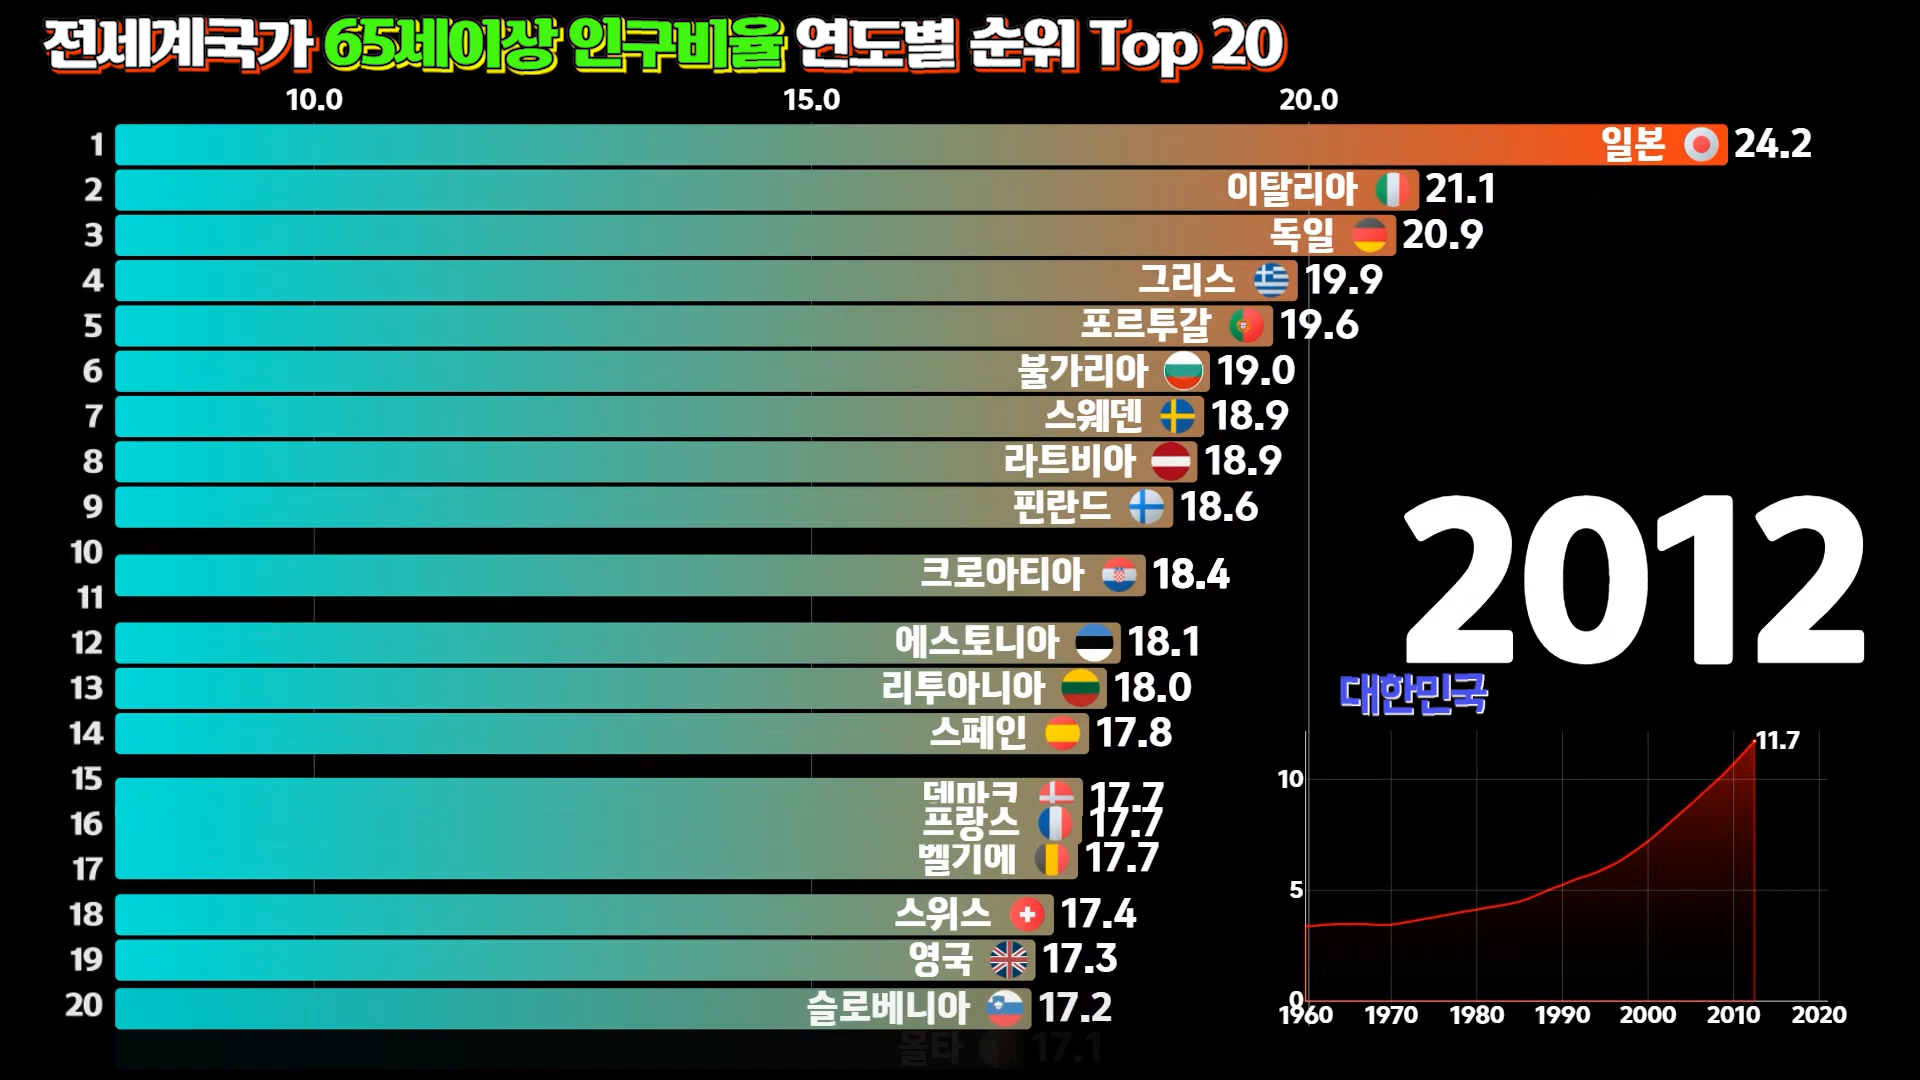 전세계국가 65세이상 인구비율 연도별 순위 Top 20
10.0 15.0 20.0
1 일본 24.2
2 이탈리아 21.1
3 독일 20.9
4 그리스 19.9
5 포르투갈 19.6
6 불가리아 19.0
7 스웨덴 18.9
8 라트비아 18.9
9 핀란드 18.6
10
크로아티아 18.4
11
12 에스토니아 18.1
13 리투아니아 18.0
14 스페인 17.8
15 데마크 17.7
16 프랑스 17.7
17 벨기에 17.7
18 스위스 17.4
19 영국 17.3
20 슬로베니아 17.2
몰타 17.1
2012
대한민국
11.7
10
5
0
1960 1970 1980 1990 2000 2010 2020